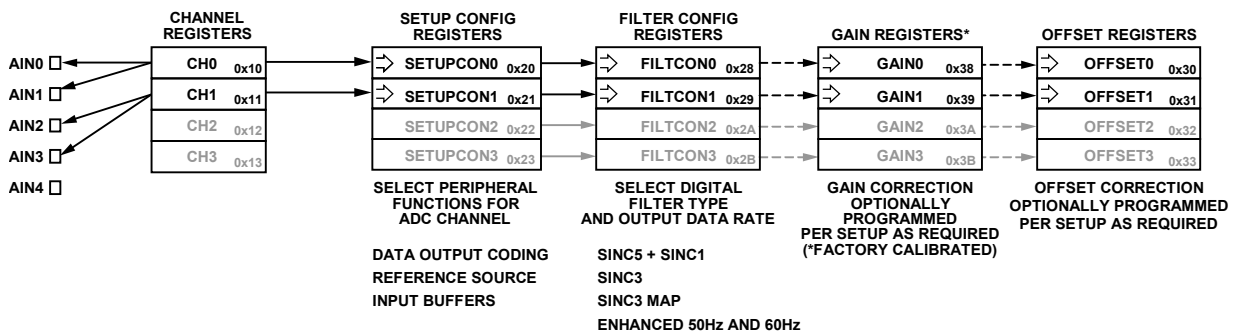 CHANNEL
REGISTERS
SETUP CONFIG
REGISTERS
FILTER CONFIG
REGISTERS
GAIN REGISTERS*
OFFSET REGISTERS
AIN0
AIN1
AIN2
AIN3
AIN4
CH0 0x10
CH1 0x11
CH2 0x12
CH3 0x13
SETUPCON0 0x20
SETUPCON1 0x21
SETUPCON2 0x22
SETUPCON3 0x23
FILTCON0 0x28
FILTCON1 0x29
FILTCON2 0x2A
FILTCON3 0x2B
GAIN0 0x38
GAIN1 0x39
GAIN2 0x3A
GAIN3 0x3B
OFFSET0 0x30
OFFSET1 0x31
OFFSET2 0x32
OFFSET3 0x33
SELECT PERIPHERAL
FUNCTIONS FOR
ADC CHANNEL
SELECT DIGITAL
FILTER TYPE
AND OUTPUT DATA RATE
GAIN CORRECTION
OPTIONALLY
PROGRAMMED
PER SETUP AS REQUIRED
(*FACTORY CALIBRATED)
OFFSET CORRECTION
OPTIONALLY PROGRAMMED
PER SETUP AS REQUIRED
DATA OUTPUT CODING
REFERENCE SOURCE
INPUT BUFFERS
SINC5 + SINC1
SINC3
SINC3 MAP
ENHANCED 50Hz AND 60Hz